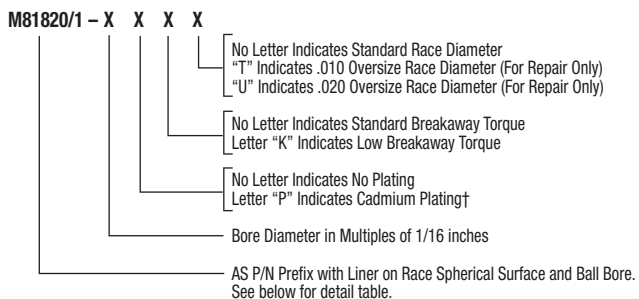 M81820/1 – X X X X
No Letter Indicates Standard Race Diameter
“T” Indicates .010 Oversize Race Diameter (For Repair Only)
“U” Indicates .020 Oversize Race Diameter (For Repair Only)
No Letter Indicates Standard Breakaway Torque
Letter “K” Indicates Low Breakaway Torque
No Letter Indicates No Plating
Letter “P” Indicates Cadmium Plating†
Bore Diameter in Multiples of 1/16 inches
AS P/N Prefix with Liner on Race Spherical Surface and Ball Bore.
See below for detail table.